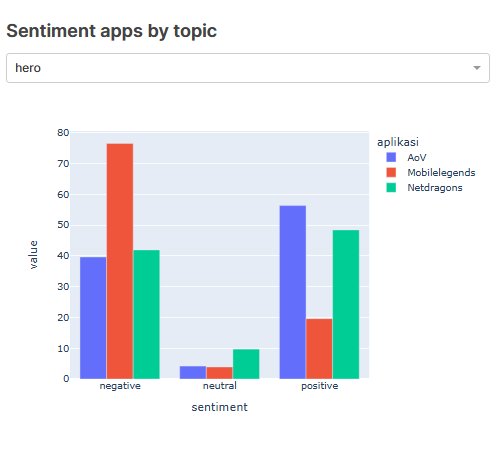 Sentiment apps by topic
hero
aplikasi
AoV
Mobilelegends
Netdragons
value
80
70
60
50
40
30
20
10
0
negative
neutral
positive
sentiment